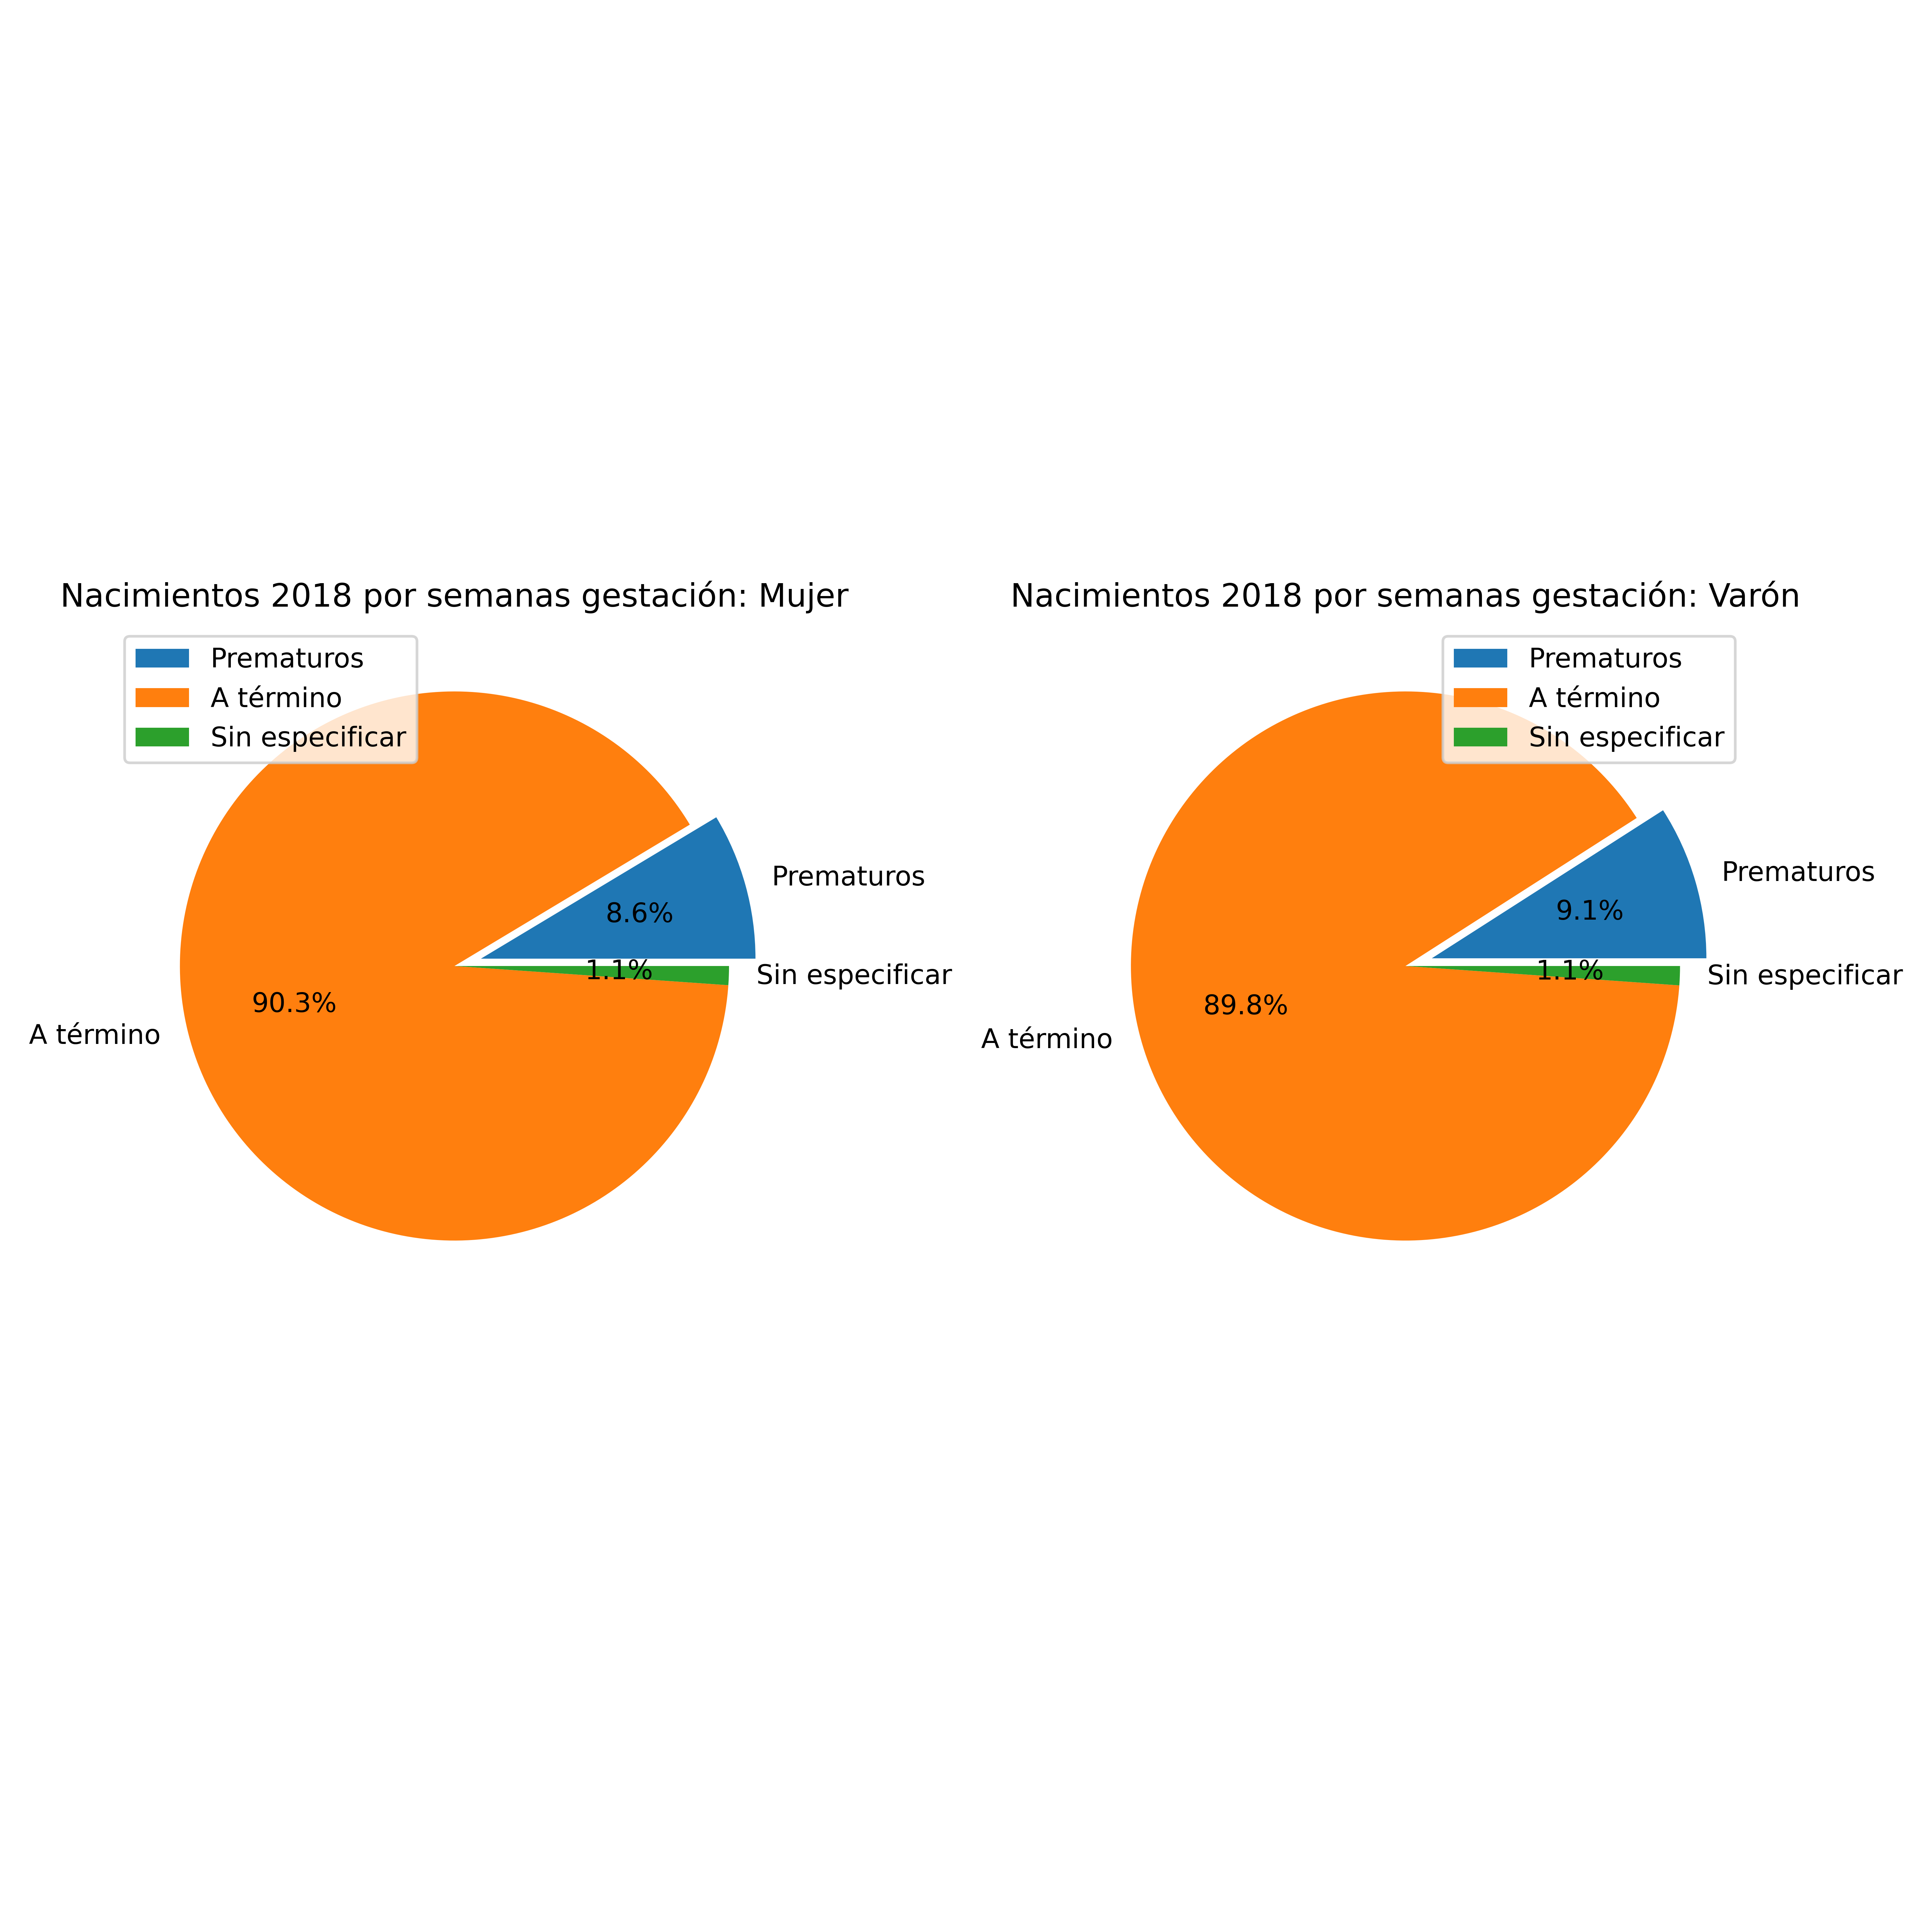 Nacimientos 2018 por semanas gestación: Mujer
Prematuros
A término
Sin especificar
Prematuros
8.6%
1.1%
Sin especificar
90.3%
A término
Nacimientos 2018 por semanas gestación: Varón
Prematuros
A término
Sin especificar
Prematuros
9.1%
1.1%
Sin especificar
89.8%
A término